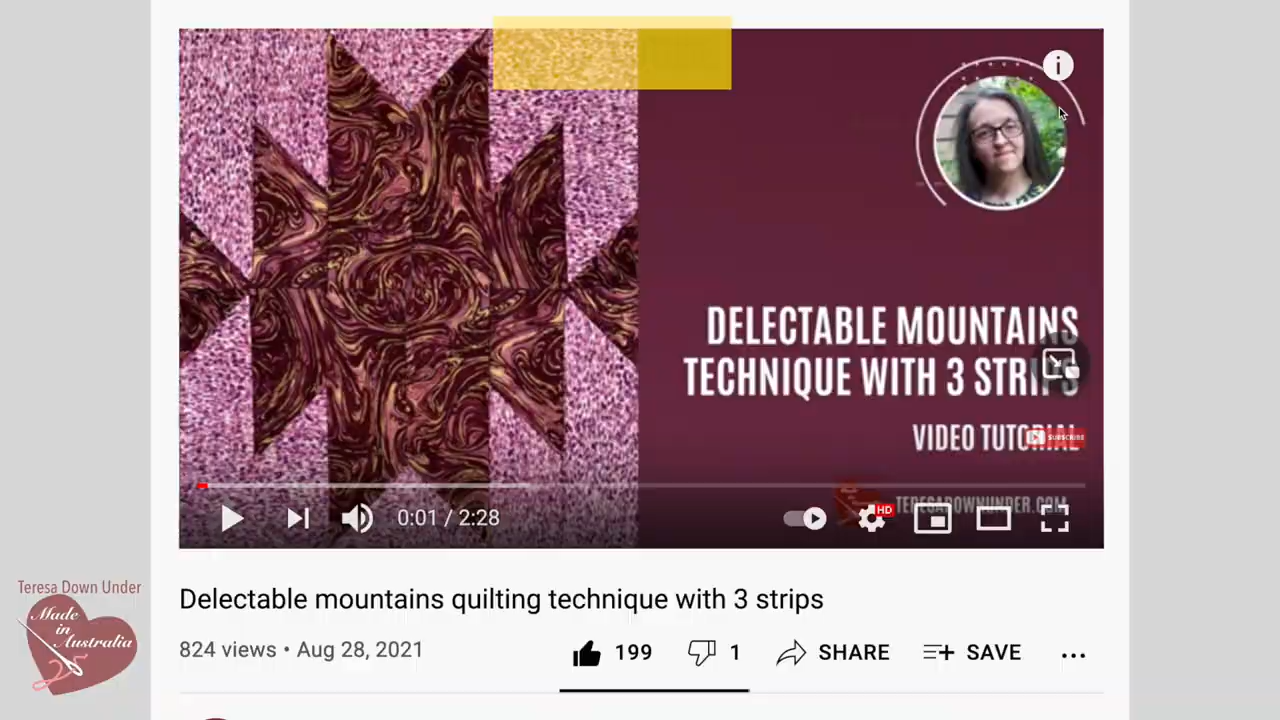 i
DELECTABLE MOUNTAINS
TECHNIQUE WITH 3 STRIPS
VIDEO TUTORIAL
SUBSCRIBE
TERESADOWNUNDER.COM
0:01 / 2:28
HD
Teresa Down Under
Made
in
Australia
Delectable mountains quilting technique with 3 strips
824 views • Aug 28, 2021
199
1
SHARE
SAVE